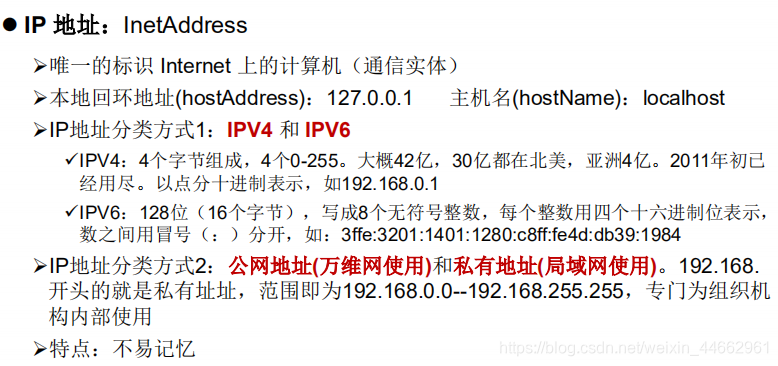 ● IP 地址：InetAddress
➢唯一的标识 Internet 上的计算机（通信实体）
➢本地回环地址(hostAddress)：127.0.0.1 主机名(hostName)：localhost
➢IP地址分类方式1：IPV4 和 IPV6
✓IPV4：4个字节组成，4个0-255。大概42亿，30亿都在北美，亚洲4亿。2011年初已
经用尽。以点分十进制表示，如192.168.0.1
✓IPV6：128位（16个字节），写成8个无符号整数，每个整数用四个十六进制位表示，
数之间用冒号（：）分开，如：3ffe:3201:1401:1280:c8ff:fe4d:db39:1984
➢IP地址分类方式2：公网地址(万维网使用)和私有地址(局域网使用)。192.168.
开头的就是私有址址，范围即为192.168.0.0--192.168.255.255，专门为组织机
构内部使用
➢特点：不易记忆
https://blog.csdn.net/weixin_44662961